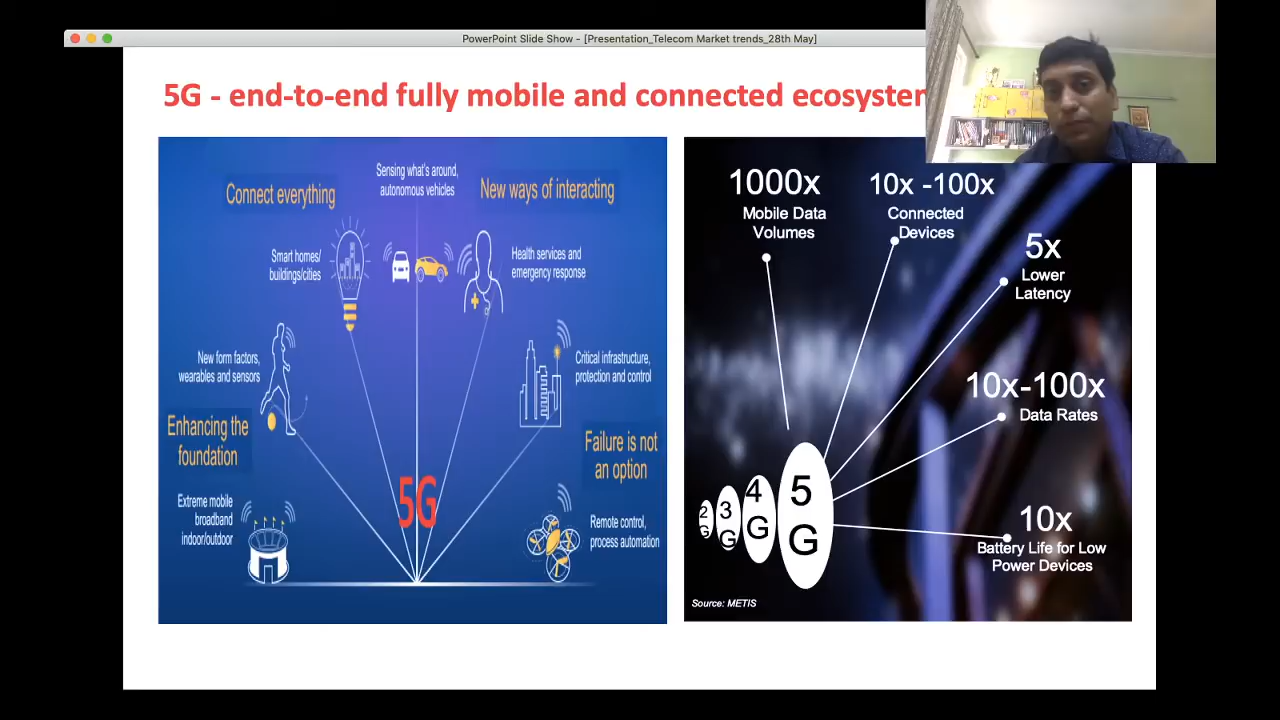 PowerPoint Slide Show - [Presentation_Telecom Market trends_28th May]
5G - end-to-end fully mobile and connected ecosyster
Connect everything
Sensing what's around,
autonomous vehicles
New ways of interacting
Smart homes/
buildings/cities
Health services and
emergency response
New form factors,
wearables and sensors
Critical infrastructure,
protection and control
Enhancing the
foundation
Failure is not
an option
Extreme mobile
broadband
indoor/outdoor
5G
Remote control,
process automation
1000x
Mobile Data
Volumes
10x -100x
Connected
Devices
5x
Lower
Latency
10x-100x
Data Rates
10x
Battery Life for Low
Power Devices
2
G
3
G
4
G
5
G
Source: METIS